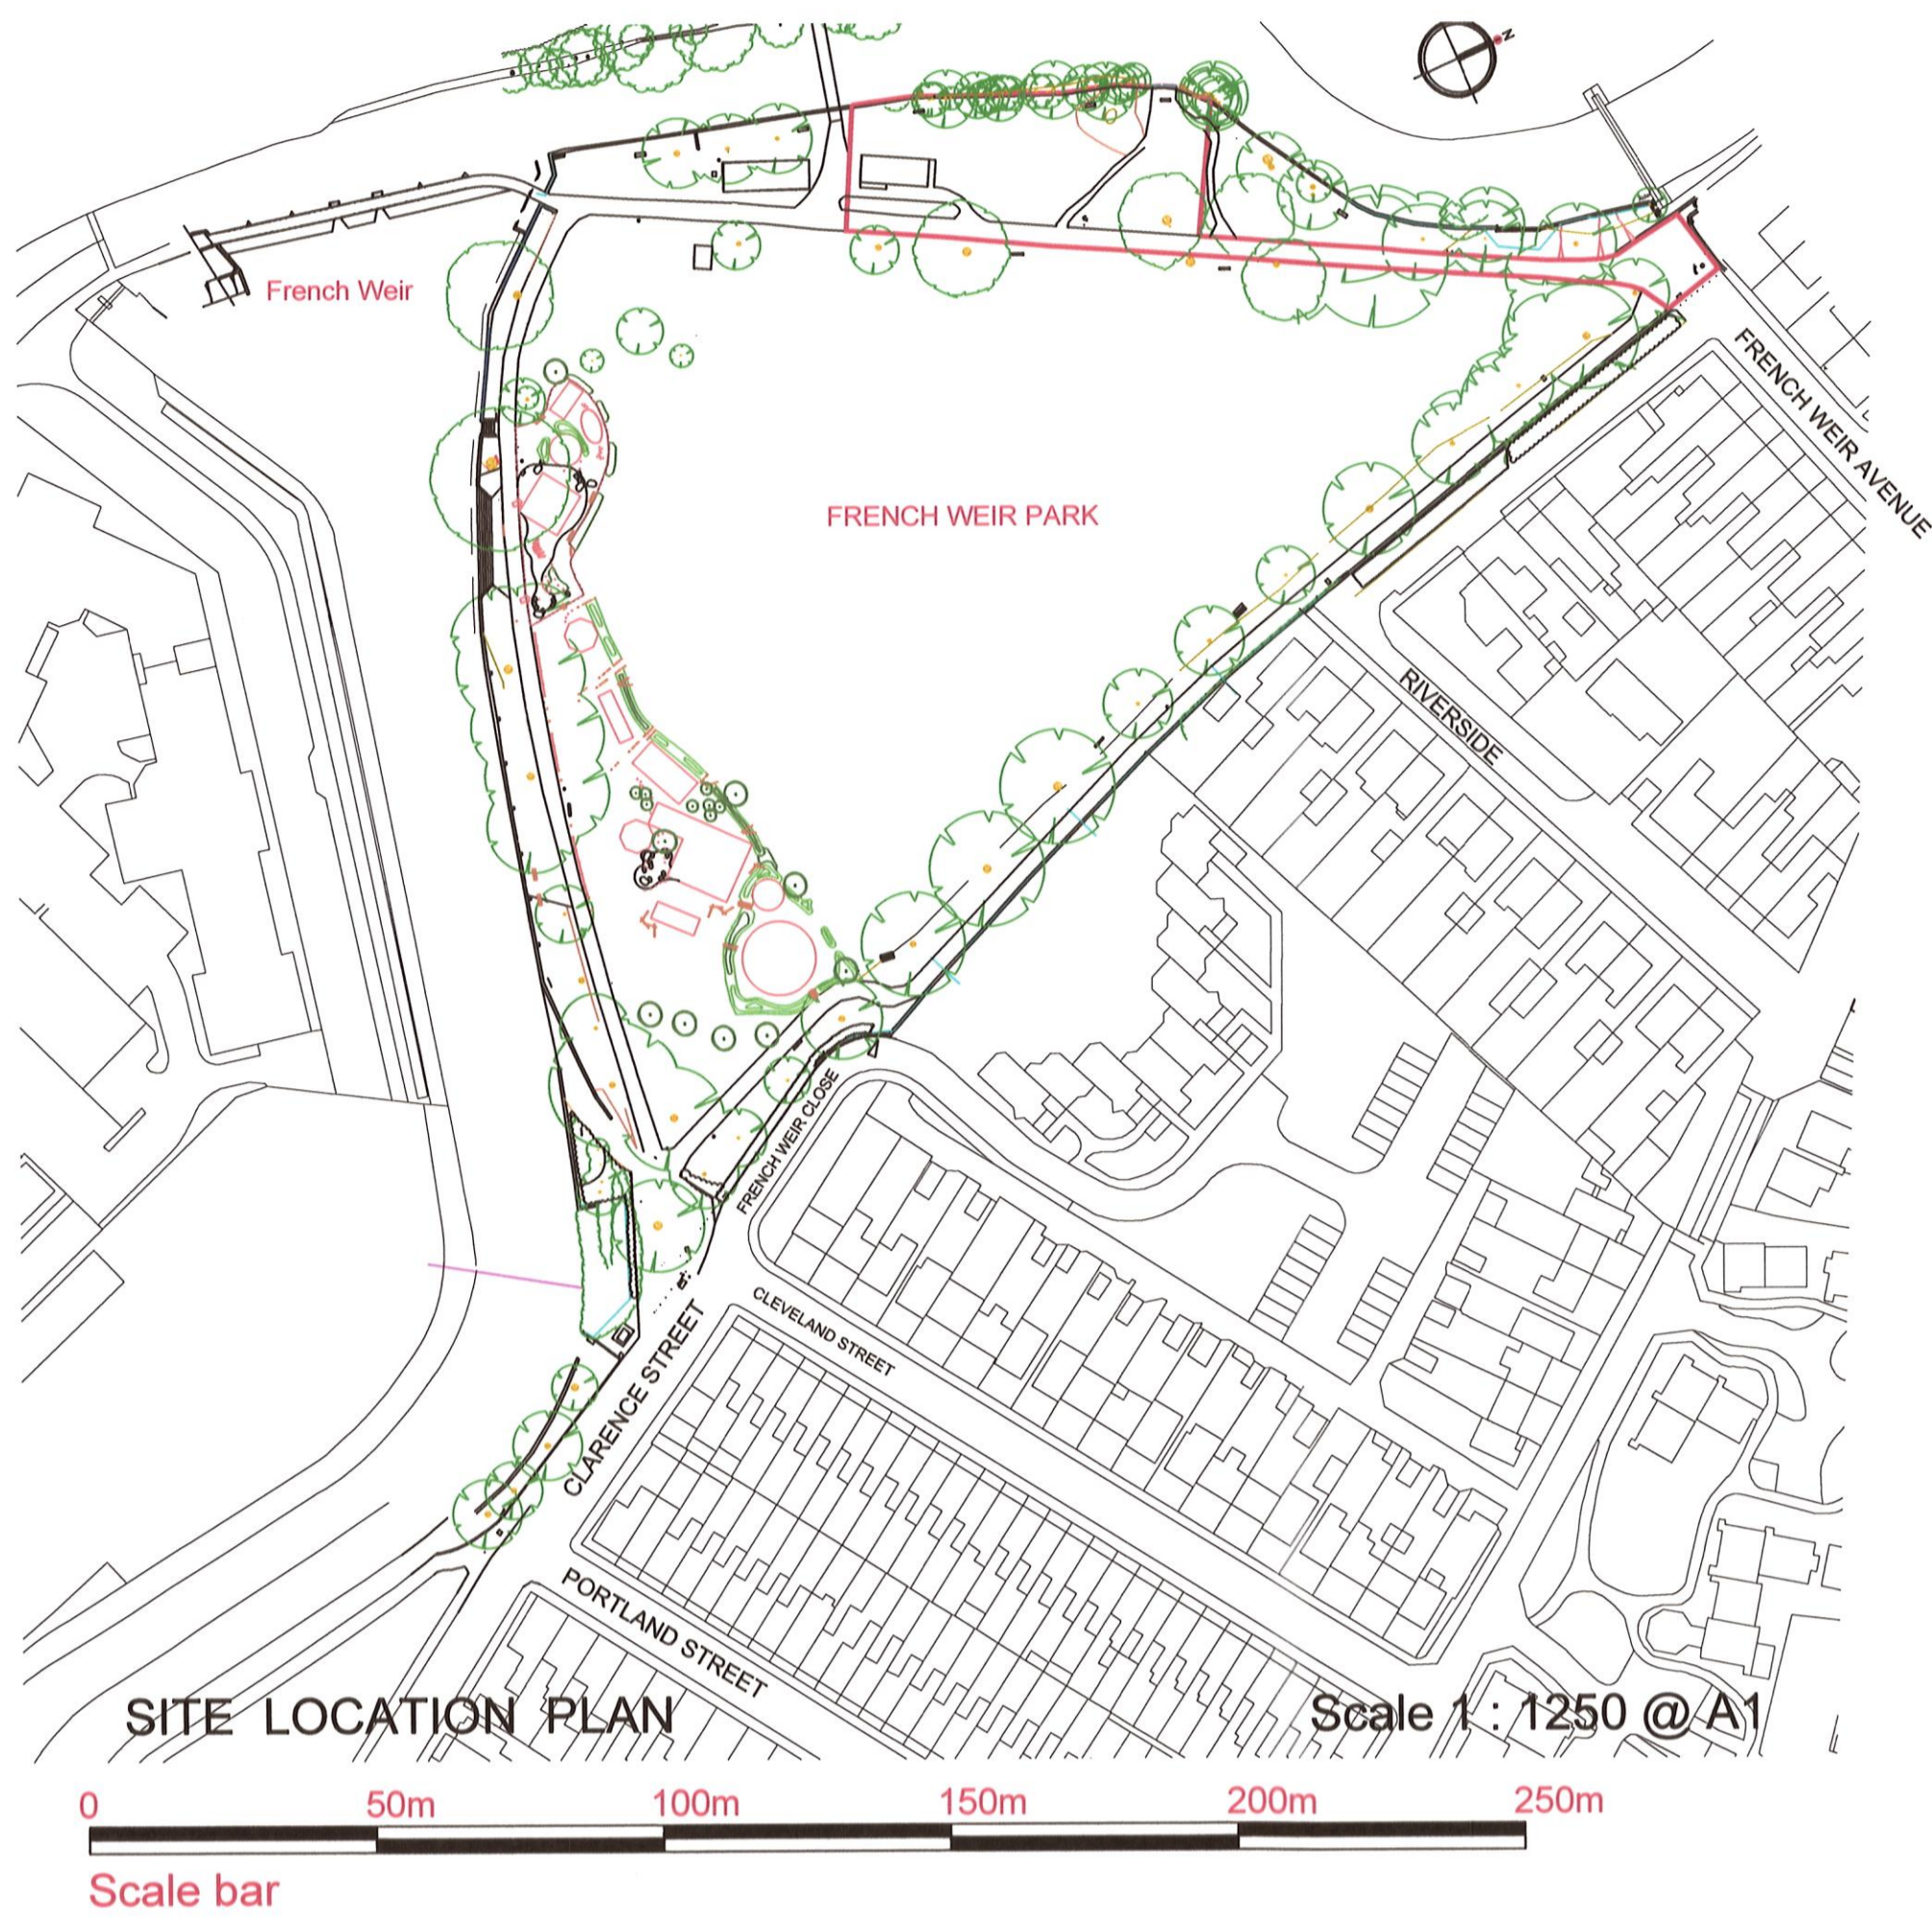 N
French Weir
FRENCH WEIR AVENUE
FRENCH WEIR PARK
RIVERSIDE
FRENCH WEIR CLOSE
CLEVELAND STREET
CLARENCE STREET
PORTLAND STREET
SITE LOCATION PLAN
Scale 1 : 1250 @ A1
0 50m 100m 150m 200m 250m
Scale bar